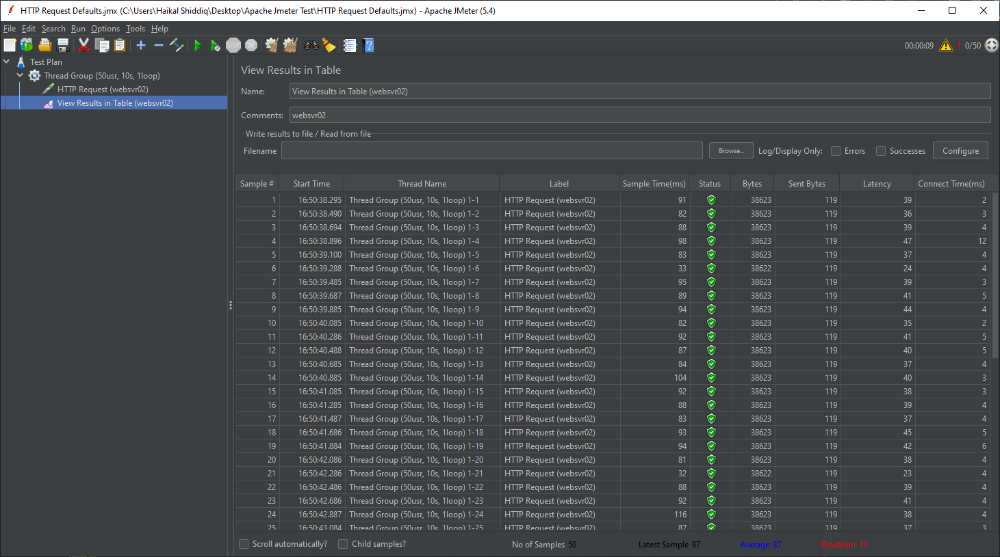 HTTP Request Defaults.jmx (C:\Users\Haikal Shiddiq\Desktop\Apache Jmeter Test\HTTP Request Defaults.jmx) - Apache JMeter (5.4)
File Edit Search Run Options Tools Help
00:00:09 1 0/50
Test Plan
Thread Group (50usr, 10s, 1loop)
HTTP Request (websvr02)
View Results in Table (websvr02)
View Results in Table
Name: View Results in Table (websvr02)
Comments: websvr02
Write results to file / Read from file
Filename Browse... Log/Display Only: Errors Successes Configure
Sample # Start Time Thread Name Label Sample Time(ms) Status Bytes Sent Bytes Latency Connect Time(ms)
1 16:50:38.295 Thread Group (50usr, 10s, 1loop) 1-1 HTTP Request (websvr02) 91 38623 119 39 2
2 16:50:38.490 Thread Group (50usr, 10s, 1loop) 1-2 HTTP Request (websvr02) 82 38623 119 36 3
3 16:50:38.694 Thread Group (50usr, 10s, 1loop) 1-3 HTTP Request (websvr02) 88 38623 119 39 4
4 16:50:38.896 Thread Group (50usr, 10s, 1loop) 1-4 HTTP Request (websvr02) 98 38623 119 47 12
5 16:50:39.100 Thread Group (50usr, 10s, 1loop) 1-5 HTTP Request (websvr02) 83 38623 119 37 4
6 16:50:39.288 Thread Group (50usr, 10s, 1loop) 1-6 HTTP Request (websvr02) 33 38622 119 24 4
7 16:50:39.485 Thread Group (50usr, 10s, 1loop) 1-7 HTTP Request (websvr02) 95 38623 119 39 3
8 16:50:39.687 Thread Group (50usr, 10s, 1loop) 1-8 HTTP Request (websvr02) 89 38623 119 41 5
9 16:50:39.885 Thread Group (50usr, 10s, 1loop) 1-9 HTTP Request (websvr02) 94 38623 119 44 4
10 16:50:40.085 Thread Group (50usr, 10s, 1loop) 1-10 HTTP Request (websvr02) 82 38623 119 35 2
11 16:50:40.286 Thread Group (50usr, 10s, 1loop) 1-11 HTTP Request (websvr02) 92 38623 119 41 5
12 16:50:40.488 Thread Group (50usr, 10s, 1loop) 1-12 HTTP Request (websvr02) 87 38623 119 40 5
13 16:50:40.685 Thread Group (50usr, 10s, 1loop) 1-13 HTTP Request (websvr02) 84 38623 119 37 4
14 16:50:40.885 Thread Group (50usr, 10s, 1loop) 1-14 HTTP Request (websvr02) 104 38623 119 40 3
15 16:50:41.085 Thread Group (50usr, 10s, 1loop) 1-15 HTTP Request (websvr02) 92 38623 119 38 3
16 16:50:41.285 Thread Group (50usr, 10s, 1loop) 1-16 HTTP Request (websvr02) 88 38623 119 39 4
17 16:50:41.487 Thread Group (50usr, 10s, 1loop) 1-17 HTTP Request (websvr02) 83 38623 119 37 4
18 16:50:41.686 Thread Group (50usr, 10s, 1loop) 1-18 HTTP Request (websvr02) 93 38623 119 45 5
19 16:50:41.884 Thread Group (50usr, 10s, 1loop) 1-19 HTTP Request (websvr02) 94 38623 119 42 6
20 16:50:42.086 Thread Group (50usr, 10s, 1loop) 1-20 HTTP Request (websvr02) 81 38623 119 38 4
21 16:50:42.286 Thread Group (50usr, 10s, 1loop) 1-21 HTTP Request (websvr02) 32 38622 119 23 4
22 16:50:42.486 Thread Group (50usr, 10s, 1loop) 1-22 HTTP Request (websvr02) 88 38623 119 39 4
23 16:50:42.686 Thread Group (50usr, 10s, 1loop) 1-23 HTTP Request (websvr02) 92 38623 119 41 4
24 16:50:42.887 Thread Group (50usr, 10s, 1loop) 1-24 HTTP Request (websvr02) 116 38623 119 38 4
25 16:50:43.084 Thread Group (50usr, 10s, 1loop) 1-25 HTTP Request (websvr02) 87 38623 119 37 3
Scroll automatically? Child samples? No of Samples 50 Latest Sample 87 Average 87 Deviation 13